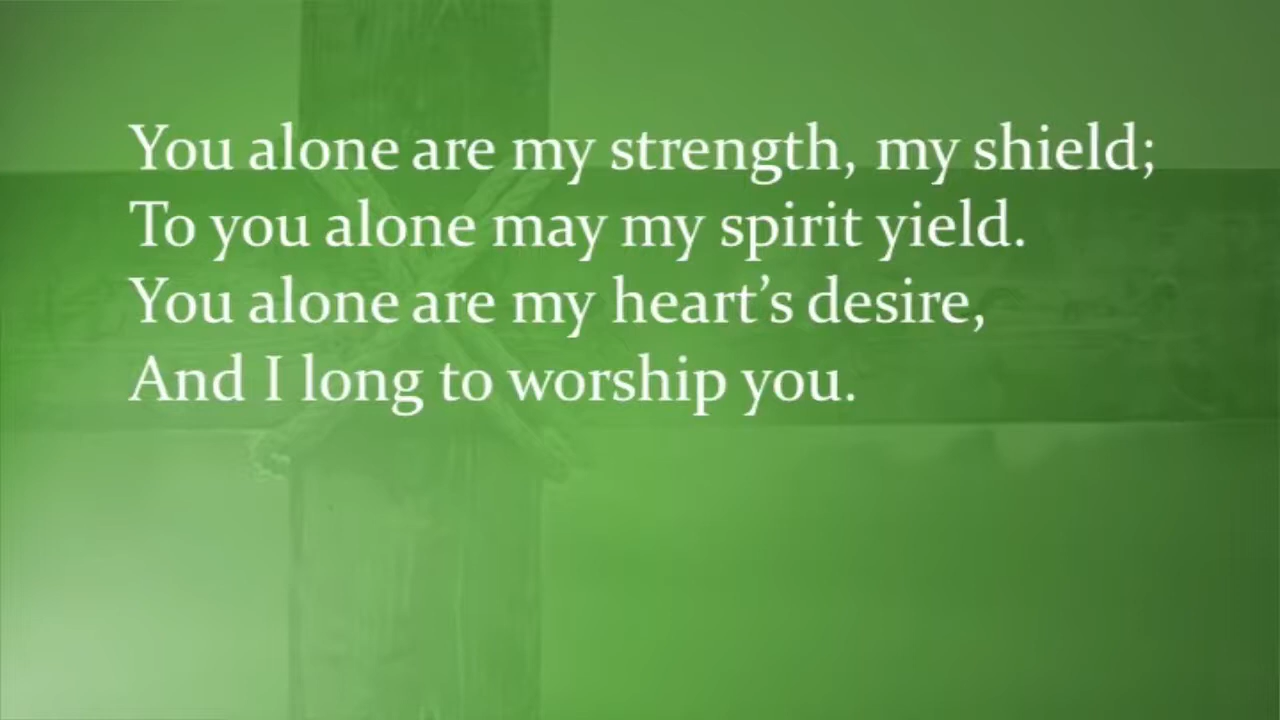 You alone are my strength, my shield;
To you alone may my spirit yield.
You alone are my heart’s desire,
And I long to worship you.